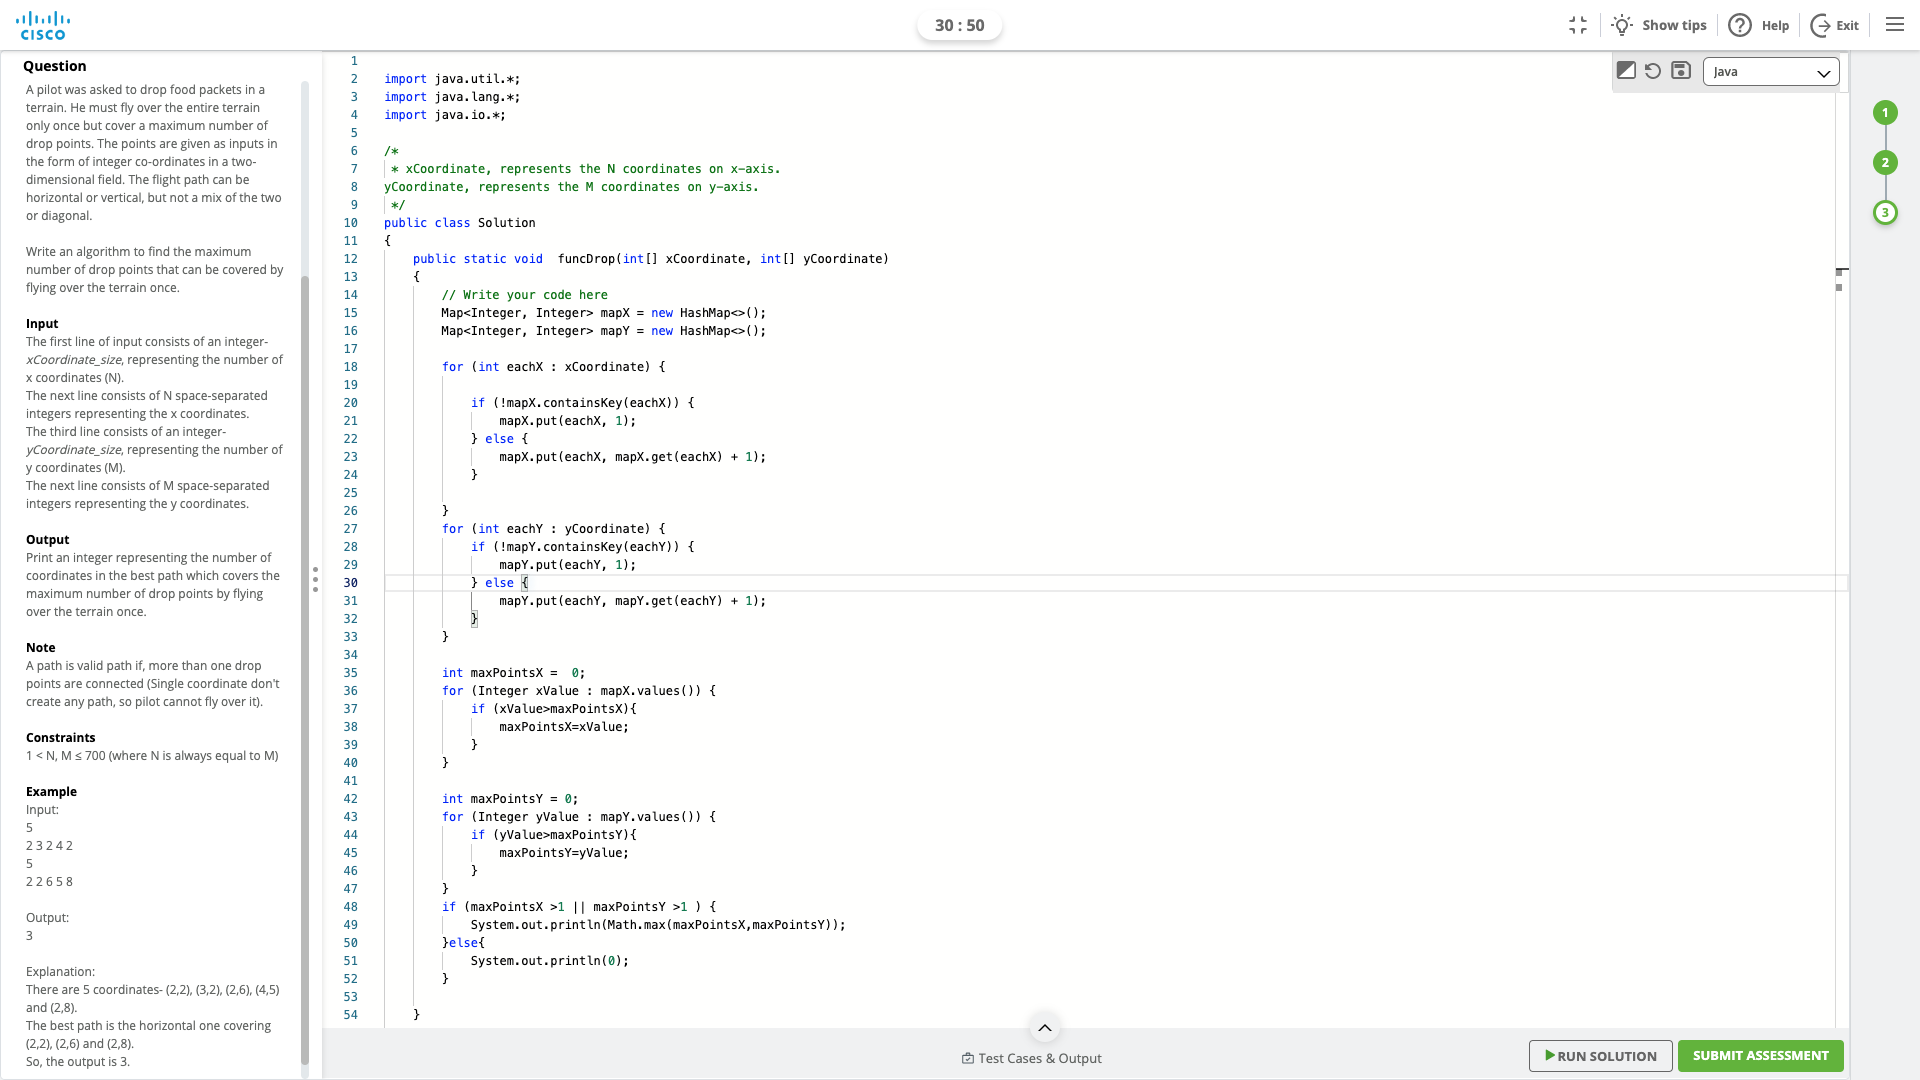 CISCO
30 : 50
Show tips
Help
Exit
Question
A pilot was asked to drop food packets in a
terrain. He must fly over the entire terrain
only once but cover a maximum number of
drop points. The points are given as inputs in
the form of integer co-ordinates in a two-
dimensional field. The flight path can be
horizontal or vertical, but not a mix of the two
or diagonal.
Write an algorithm to find the maximum
number of drop points that can be covered by
flying over the terrain once.
Input
The first line of input consists of an integer-
xCoordinate_size, representing the number of
x coordinates (N).
The next line consists of N space-separated
integers representing the x coordinates.
The third line consists of an integer-
yCoordinate_size, representing the number of
y coordinates (M).
The next line consists of M space-separated
integers representing the y coordinates.
Output
Print an integer representing the number of
coordinates in the best path which covers the
maximum number of drop points by flying
over the terrain once.
Note
A path is valid path if, more than one drop
points are connected (Single coordinate don't
create any path, so pilot cannot fly over it).
Constraints
1 < N, M ≤ 700 (where N is always equal to M)
Example
Input:
5
2 3 2 4 2
5
2 2 6 5 8
Output:
3
Explanation:
There are 5 coordinates- (2,2), (3,2), (2,6), (4,5)
and (2,8).
The best path is the horizontal one covering
(2,2), (2,6) and (2,8).
So, the output is 3.
Java
1
2 import java.util.*;
3 import java.lang.*;
4 import java.io.*;
5
6 /*
7 * xCoordinate, represents the N coordinates on x-axis.
8 yCoordinate, represents the M coordinates on y-axis.
9 */
10 public class Solution
11 {
12 public static void  funcDrop(int[] xCoordinate, int[] yCoordinate)
13 {
14 // Write your code here
15 Map<Integer, Integer> mapX = new HashMap<>();
16 Map<Integer, Integer> mapY = new HashMap<>();
17
18 for (int eachX : xCoordinate) {
19
20 if (!mapX.containsKey(eachX)) {
21 mapX.put(eachX, 1);
22 } else {
23 mapX.put(eachX, mapX.get(eachX) + 1);
24 }
25
26 }
27 for (int eachY : yCoordinate) {
28 if (!mapY.containsKey(eachY)) {
29 mapY.put(eachY, 1);
30 } else {
31 mapY.put(eachY, mapY.get(eachY) + 1);
32 }
33 }
34
35 int maxPointsX =  0;
36 for (Integer xValue : mapX.values()) {
37 if (xValue>maxPointsX){
38 maxPointsX=xValue;
39 }
40 }
41
42 int maxPointsY = 0;
43 for (Integer yValue : mapY.values()) {
44 if (yValue>maxPointsY){
45 maxPointsY=yValue;
46 }
47 }
48 if (maxPointsX >1 || maxPointsY >1 ) {
49 System.out.println(Math.max(maxPointsX,maxPointsY));
50 }else{
51 System.out.println(0);
52 }
53
54 }
1
2
3
Test Cases & Output
RUN SOLUTION
SUBMIT ASSESSMENT